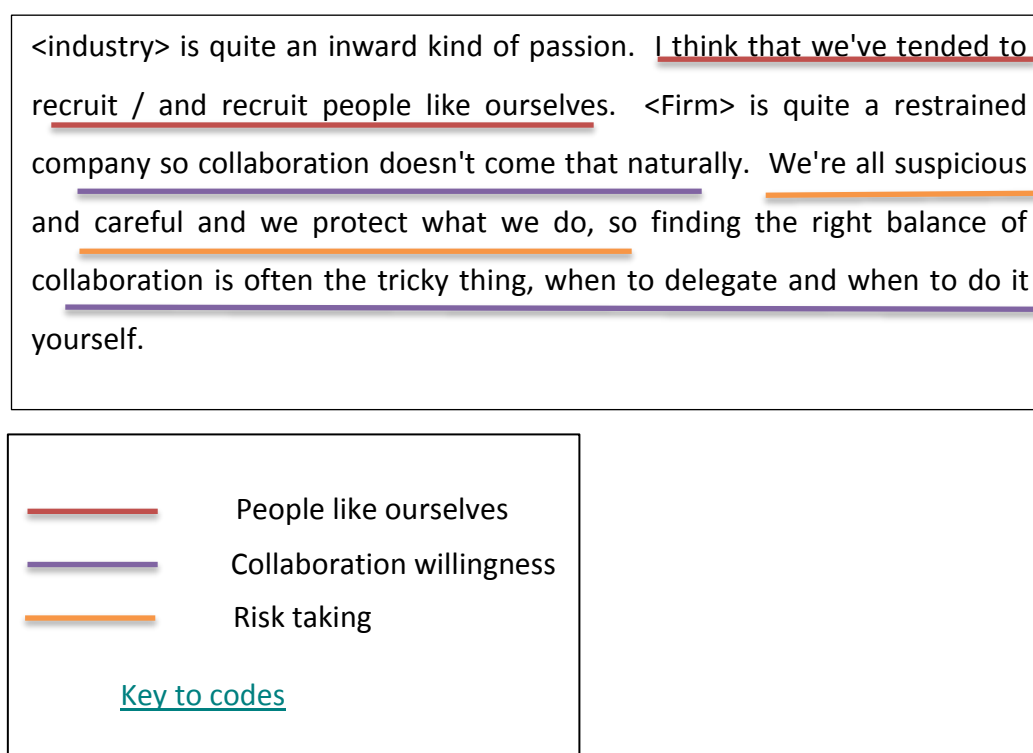 <industry> is quite an inward kind of passion. I think that we've tended to
recruit / and recruit people like ourselves. <Firm> is quite a restrained
company so collaboration doesn't come that naturally. We're all suspicious
and careful and we protect what we do, so finding the right balance of
collaboration is often the tricky thing, when to delegate and when to do it
yourself.
People like ourselves
Collaboration willingness
Risk taking
Key to codes